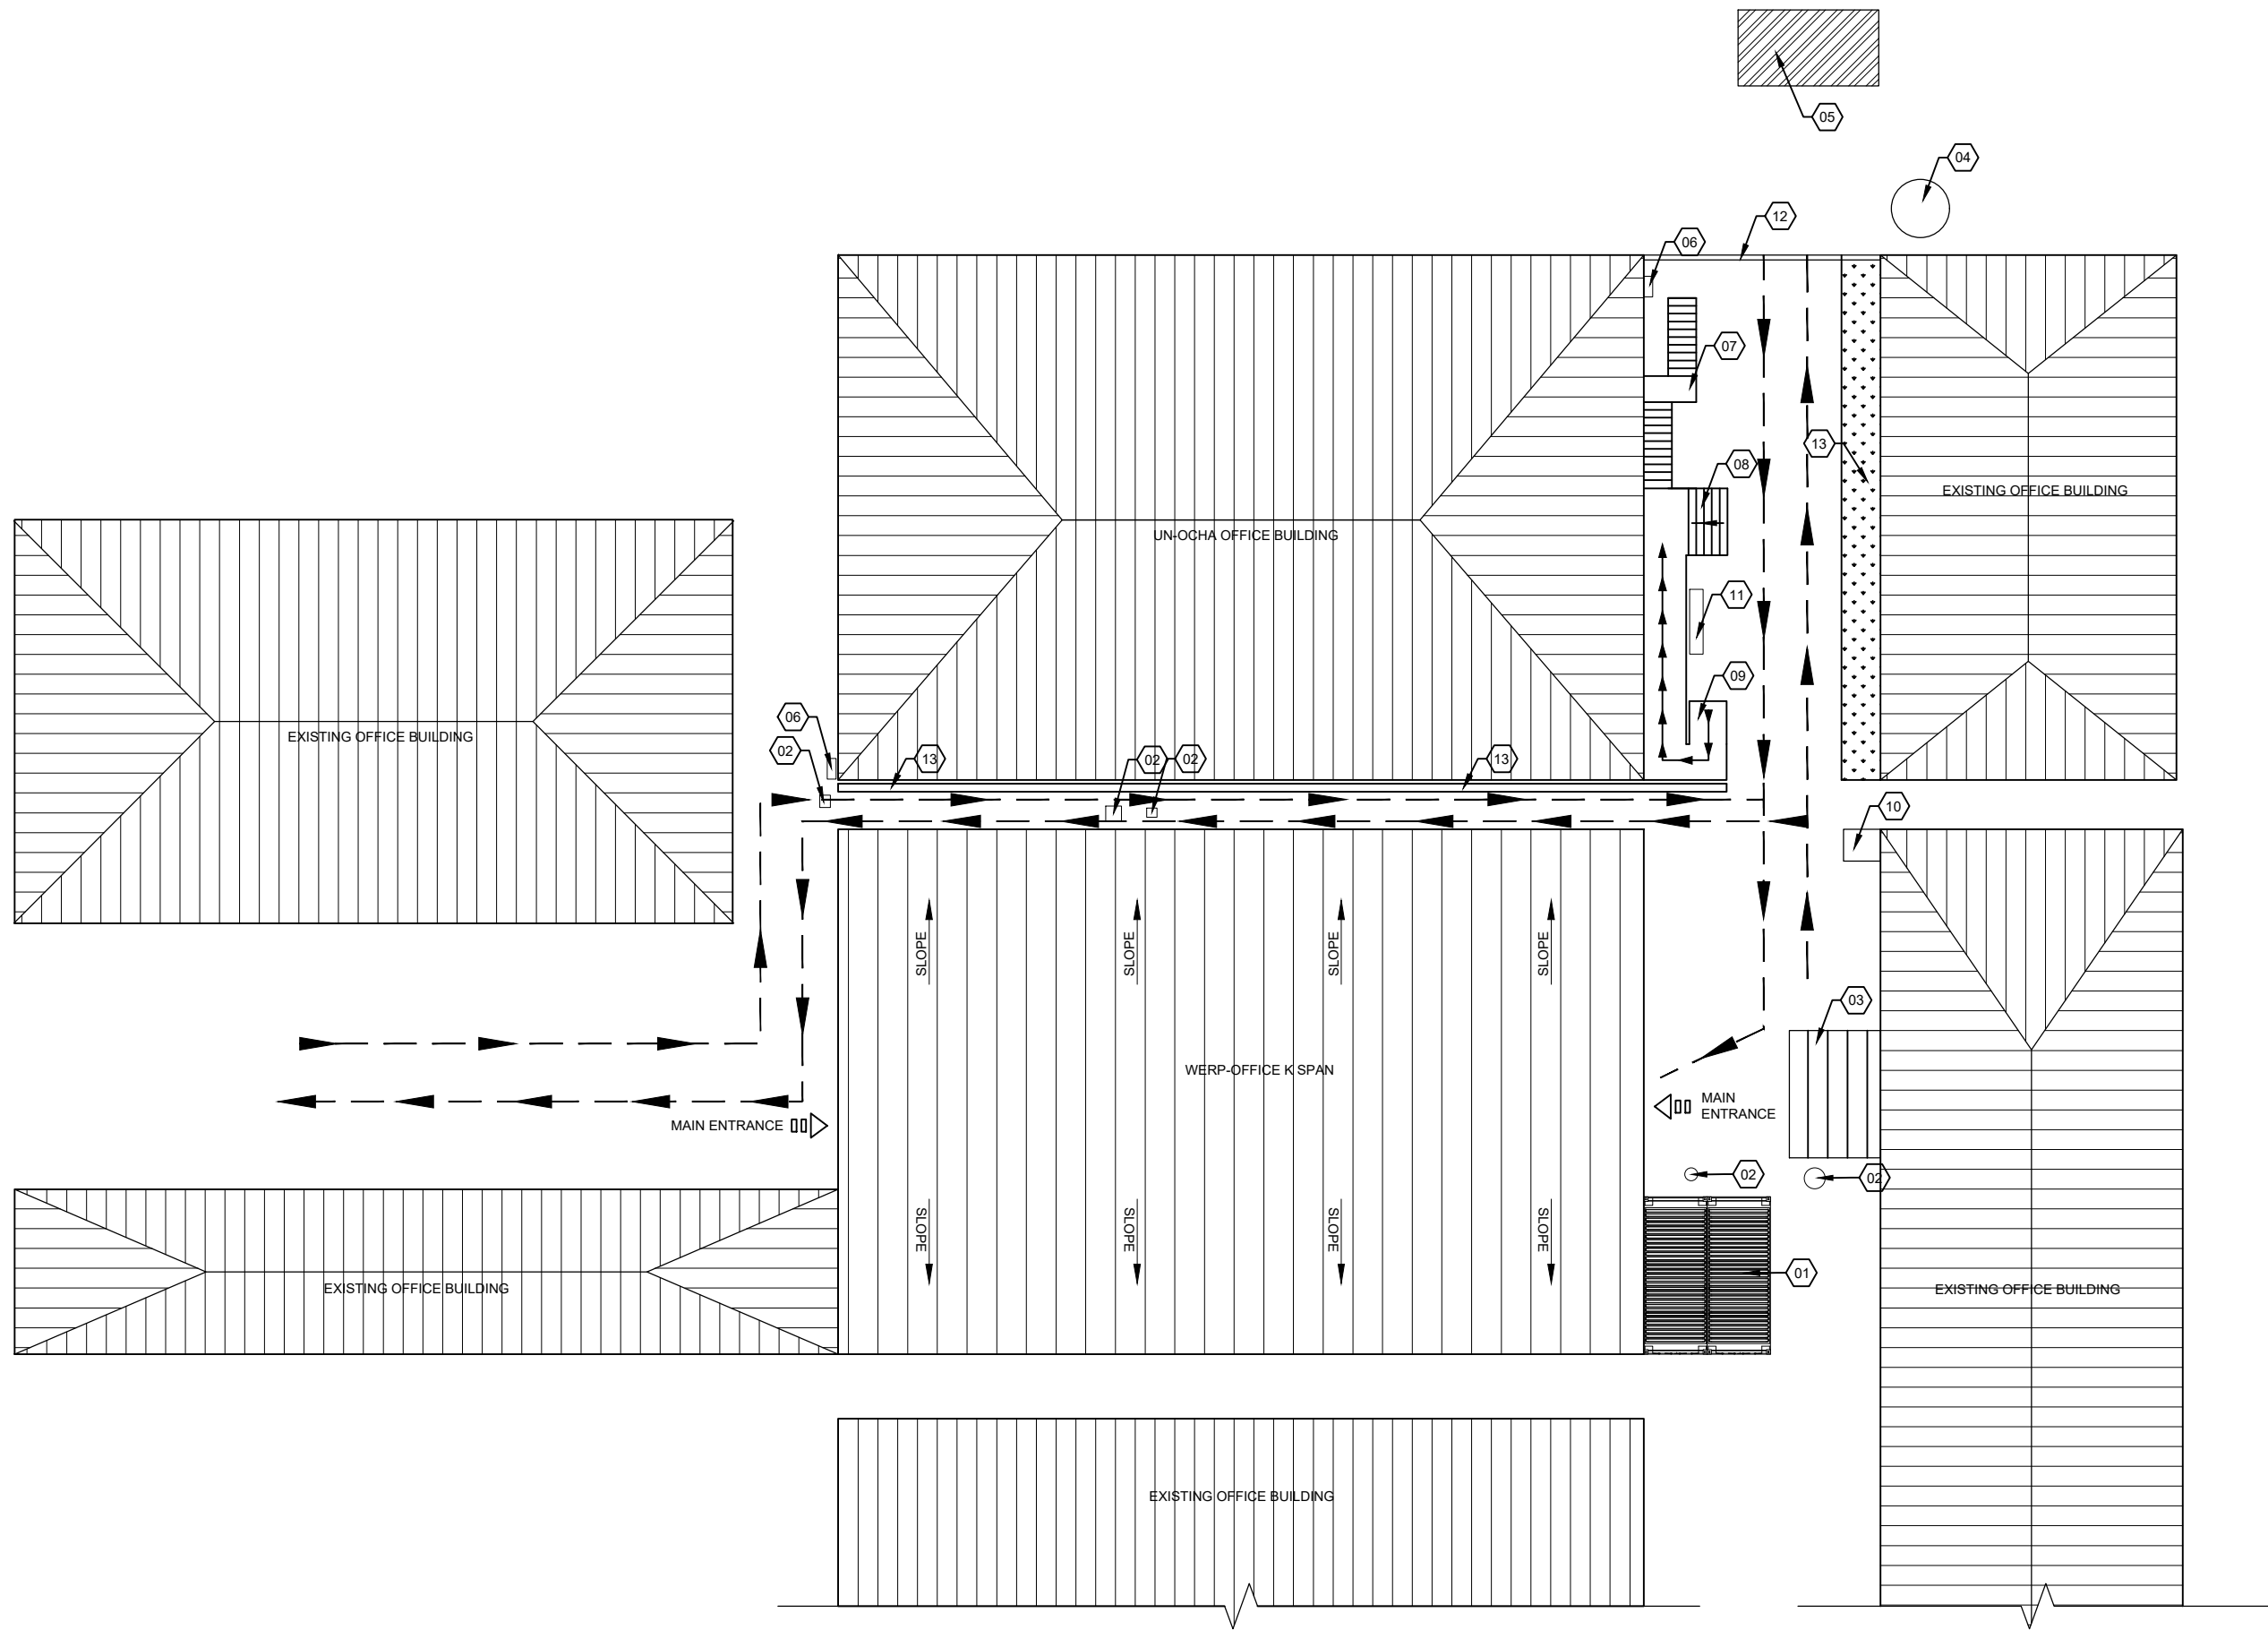 05
04
12
06
07
13
08
EXISTING OFFICE BUILDING
UN-OCHA OFFICE BUILDING
11
09
06
EXISTING OFFICE BUILDING
02
13
02
02
13
10
SLOPE
SLOPE
SLOPE
SLOPE
03
WERP-OFFICE K SPAN
MAIN ENTRANCE
MAIN
ENTRANCE
02
02
SLOPE
SLOPE
SLOPE
SLOPE
01
EXISTING OFFICE BUILDING
EXISTING OFFICE BUILDING
EXISTING OFFICE BUILDING